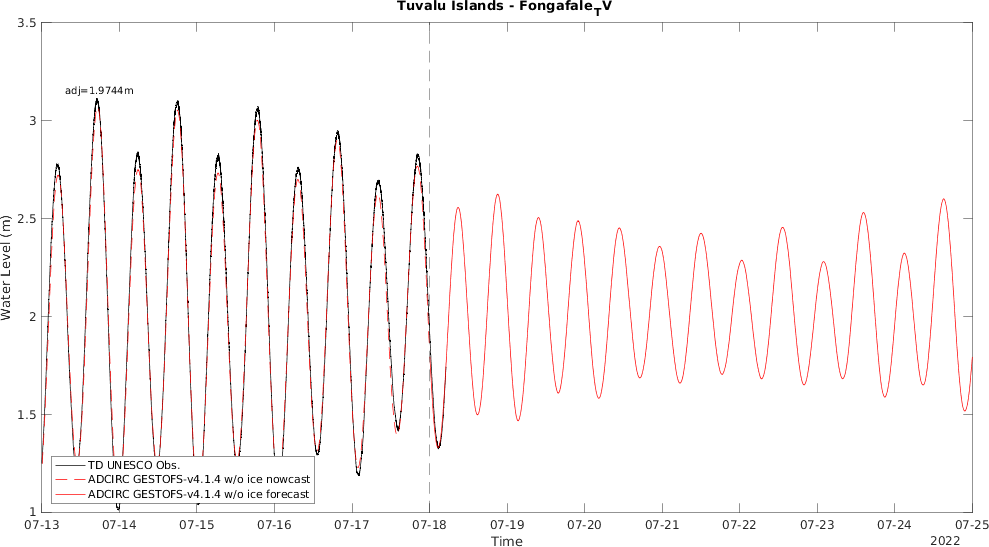 Tuvalu Islands - Fongafale_TV
adj=1.9744m
Water Level (m)
3.5
3
2.5
2
1.5
1
TD UNESCO Obs.
ADCIRC GESTOFS-v4.1.4 w/o ice nowcast
ADCIRC GESTOFS-v4.1.4 w/o ice forecast
07-13 07-14 07-15 07-16 07-17 07-18 07-19 07-20 07-21 07-22 07-23 07-24 07-25
Time
2022